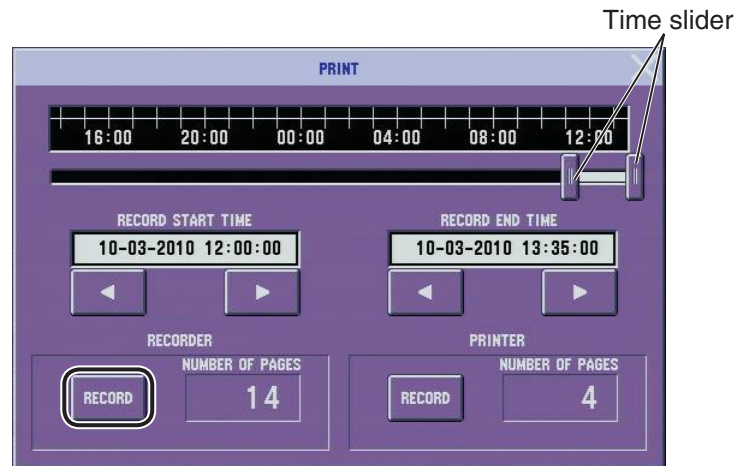 Time slider
PRINT
16:00 20:00 00:00 04:00 08:00 12:00
RECORD START TIME
10-03-2010 12:00:00
RECORD END TIME
10-03-2010 13:35:00
RECORDER
RECORD
NUMBER OF PAGES
14
PRINTER
RECORD
NUMBER OF PAGES
4